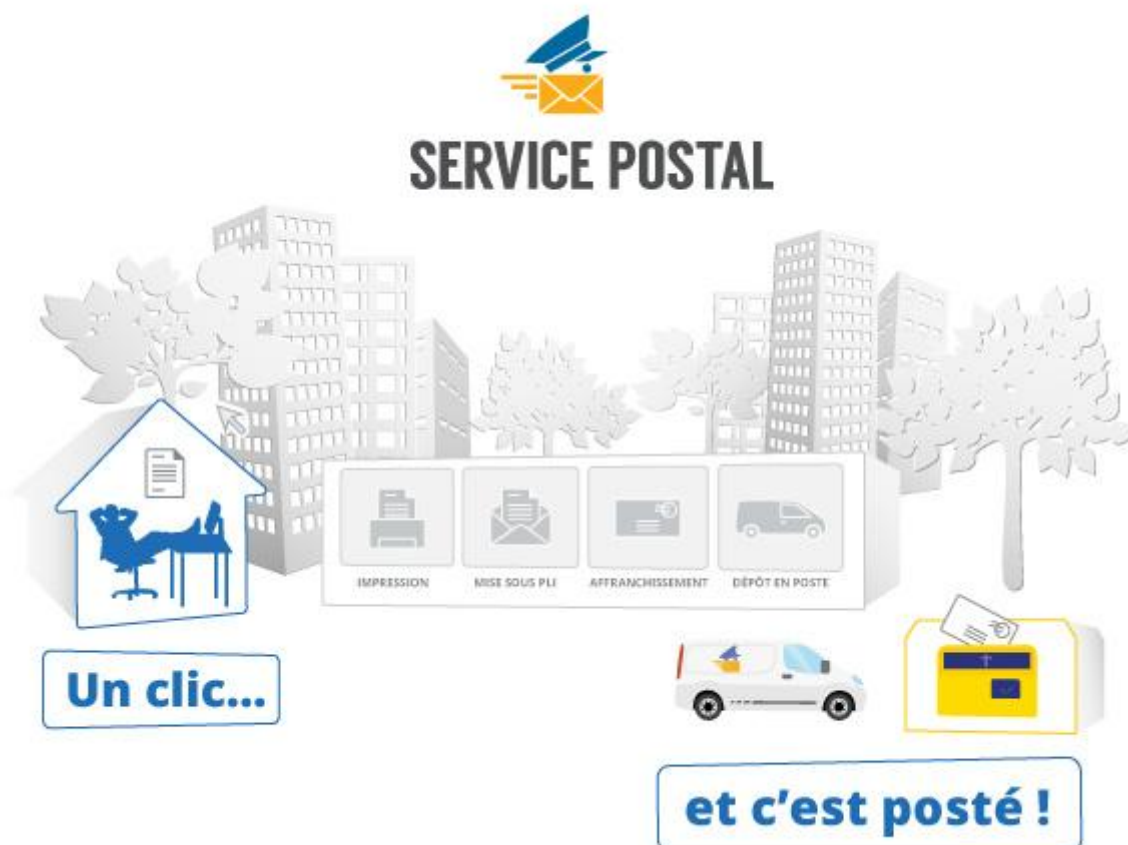 SERVICE POSTAL
IMPRESSION
MISE SOUS PLI
AFFRANCHISSEMENT
DÉPÔT EN POSTE
Un clic...
et c'est posté !